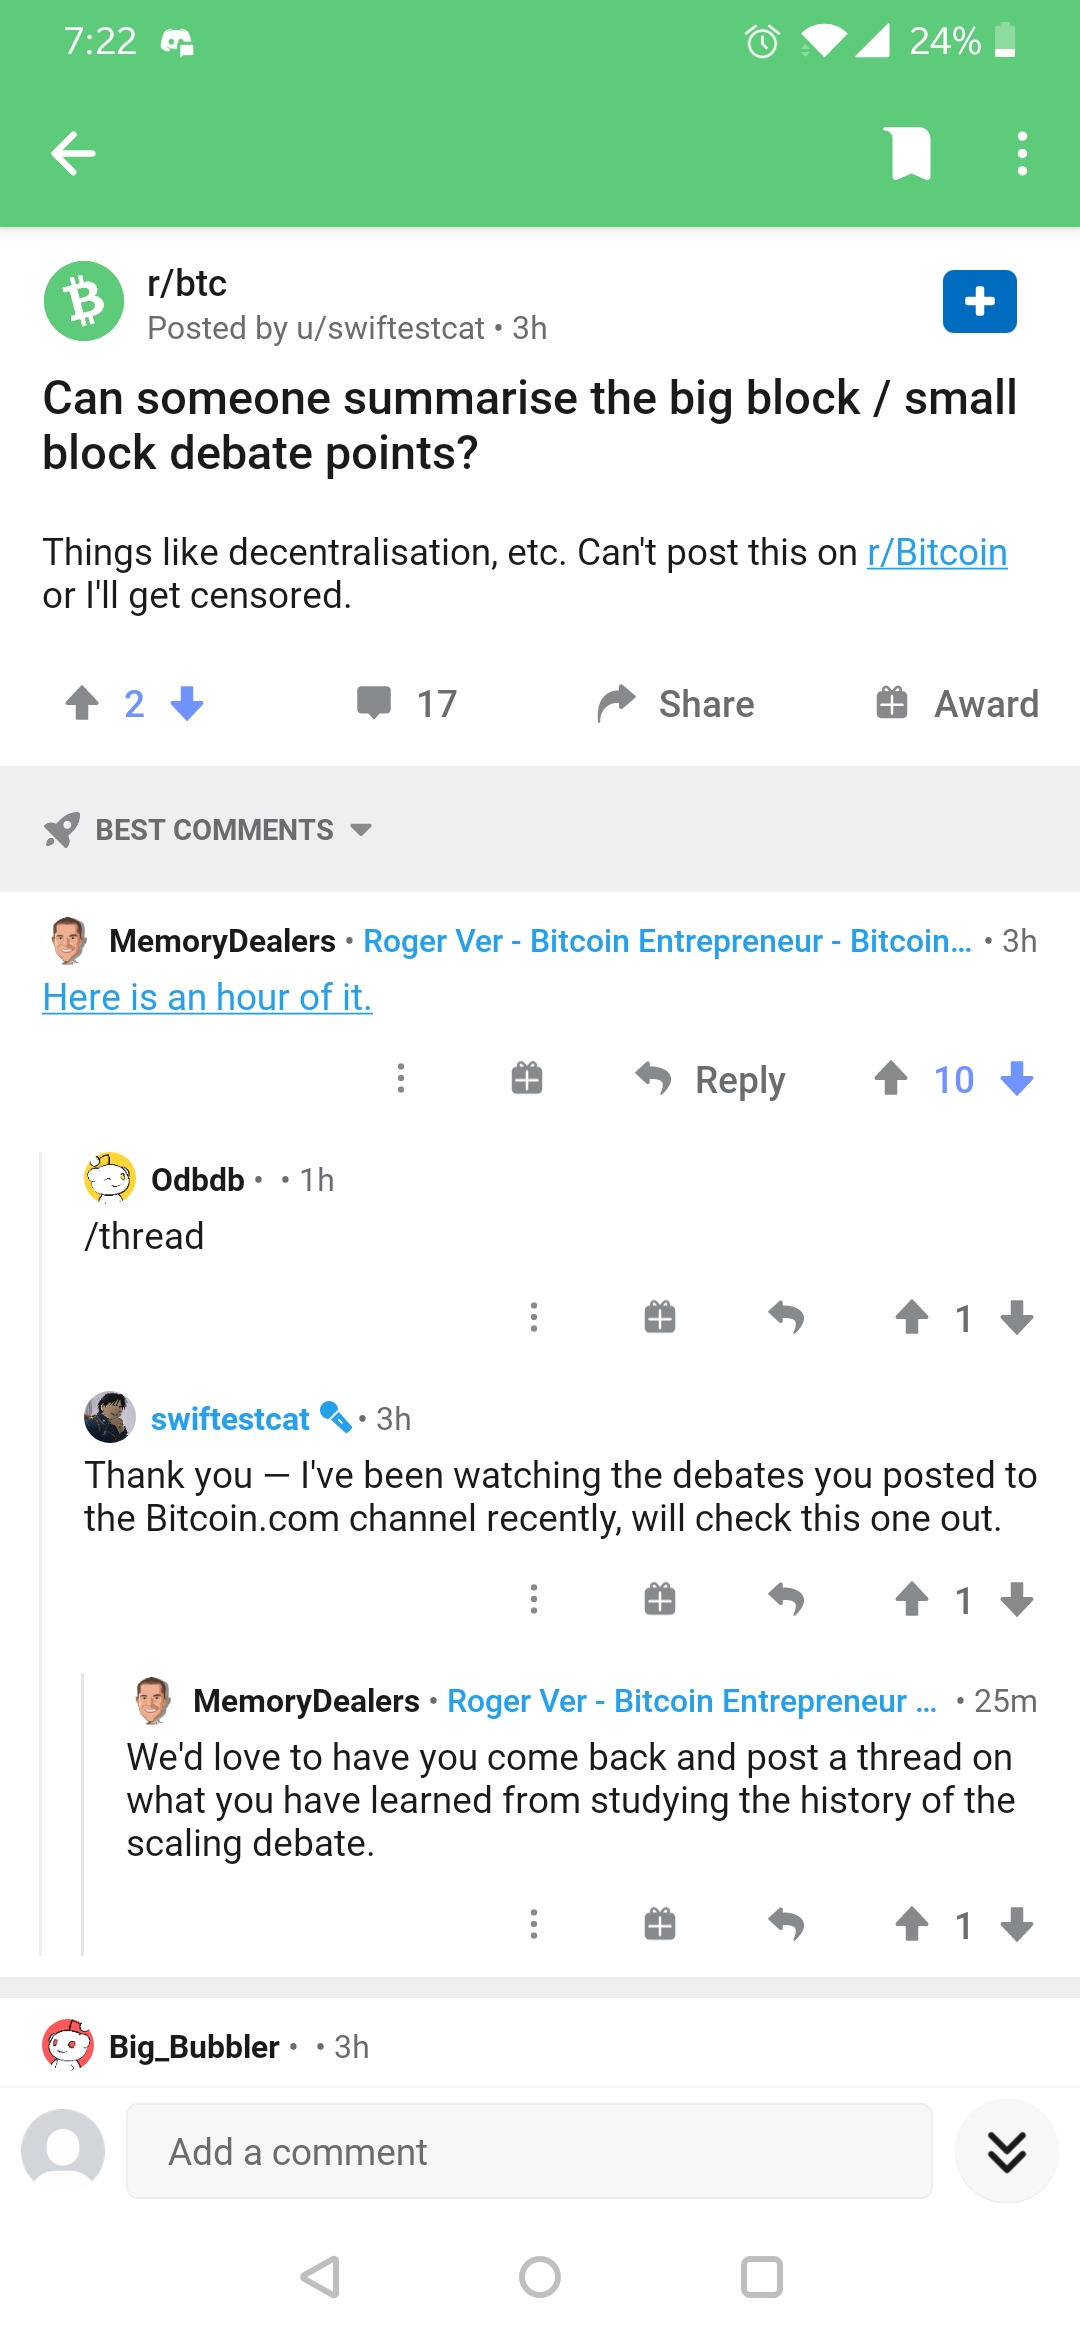 7:22
24%
r/btc
Posted by u/swiftestcat • 3h
Can someone summarise the big block / small
block debate points?
Things like decentralisation, etc. Can't post this on r/Bitcoin
or I'll get censored.
2
17
Share
Award
BEST COMMENTS
MemoryDealers • Roger Ver - Bitcoin Entrepreneur - Bitcoin... • 3h
Here is an hour of it.
Reply
10
Odbdb • • 1h
/thread
1
swiftestcat • 3h
Thank you — I've been watching the debates you posted to
the Bitcoin.com channel recently, will check this one out.
1
MemoryDealers • Roger Ver - Bitcoin Entrepreneur ... • 25m
We'd love to have you come back and post a thread on
what you have learned from studying the history of the
scaling debate.
1
Big_Bubbler • • 3h
Add a comment